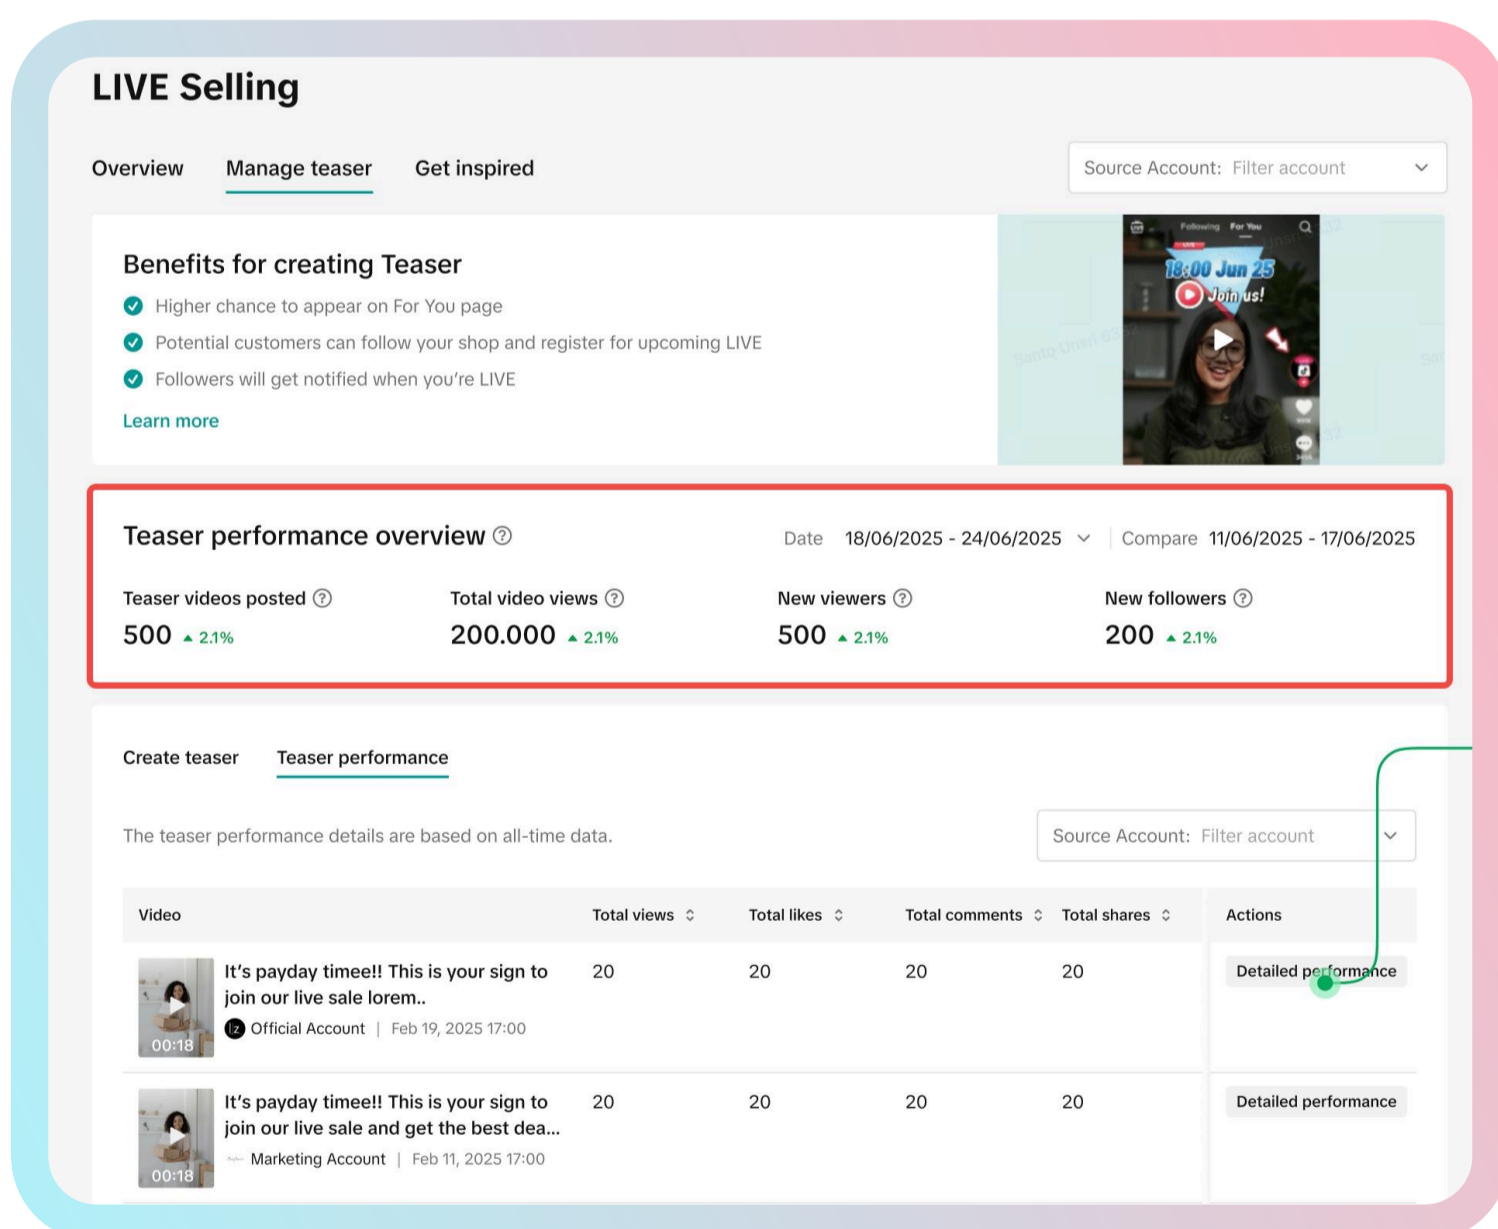 LIVE Selling
Overview Manage teaser Get inspired
Source Account: Filter account
Benefits for creating Teaser
Higher chance to appear on For You page
Potential customers can follow your shop and register for upcoming LIVE
Followers will get notified when you're LIVE
Learn more
Following For You
LIVE
18:00 Jun 25
Join us!
Teaser performance overview
Date 18/06/2025 - 24/06/2025 Compare 11/06/2025 - 17/06/2025
Teaser videos posted Total video views New viewers New followers
500 2.1% 200.000 2.1% 500 2.1% 200 2.1%
Create teaser Teaser performance
The teaser performance details are based on all-time data.
Source Account: Filter account
Video Total views Total likes Total comments Total shares Actions
It's payday timee!! This is your sign to 20 20 20 20 Detailed performance
join our live sale lorem..
Official Account | Feb 19, 2025 17:00
00:18
It's payday timee!! This is your sign to 20 20 20 20 Detailed performance
join our live sale and get the best dea...
Marketing Account | Feb 11, 2025 17:00
00:18